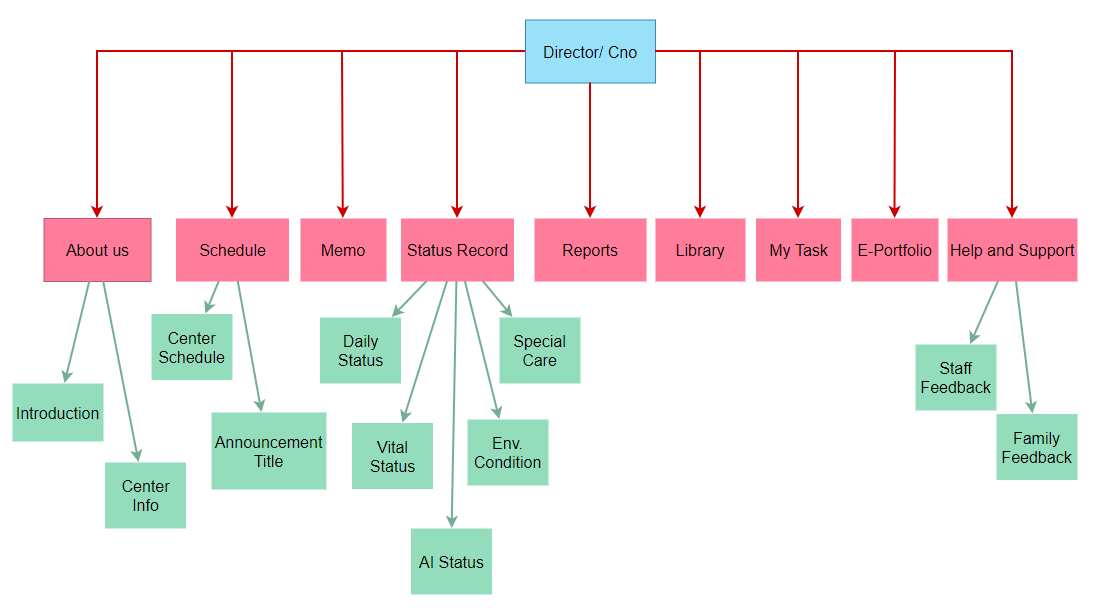 Director/ Cno
About us
Schedule
Memo
Status Record
Reports
Library
My Task
E-Portfolio
Help and Support
Introduction
Center
Info
Center
Schedule
Announcement
Title
Daily
Status
Vital
Status
AI Status
Env.
Condition
Special
Care
Staff
Feedback
Family
Feedback